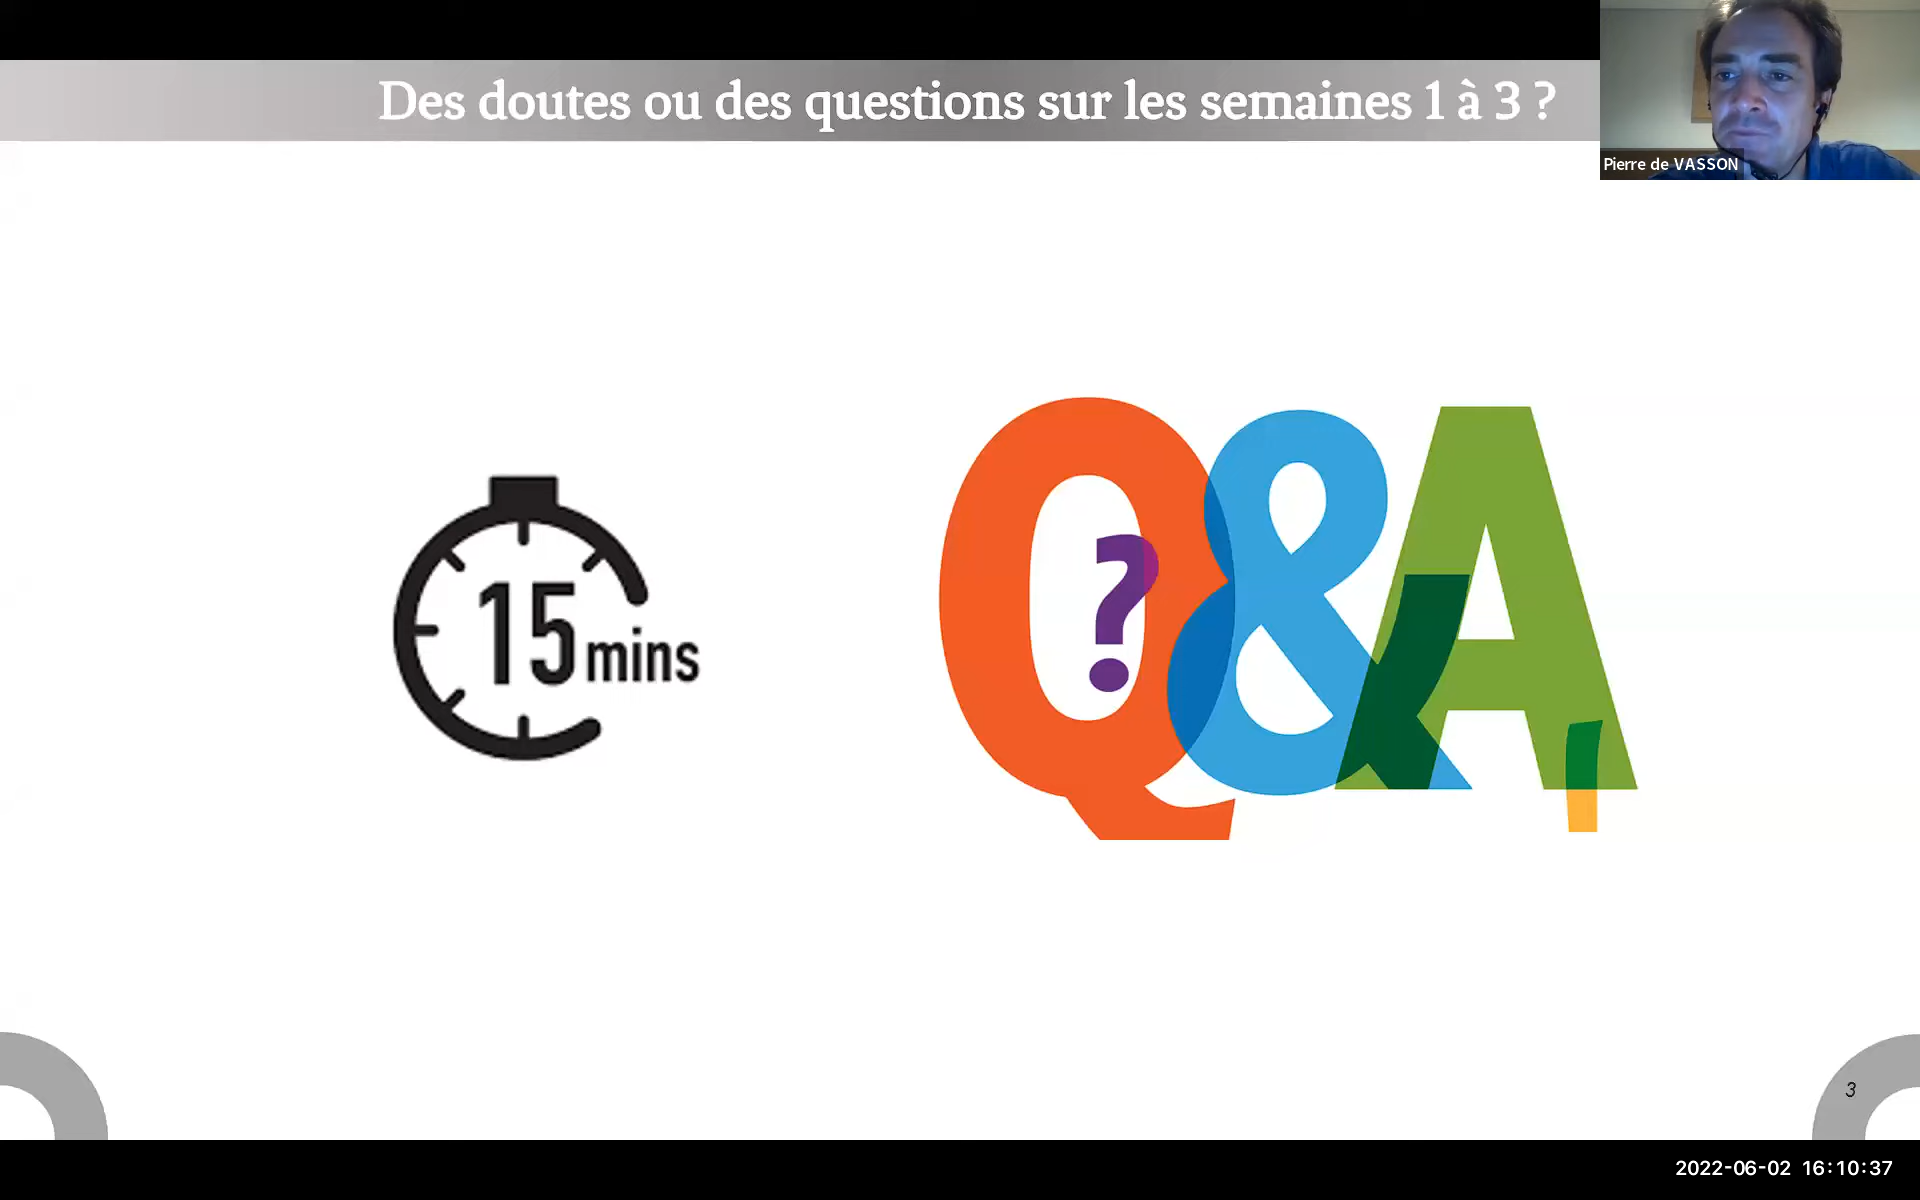 Des doutes ou des questions sur les semaines 1 à 3 ?
Pierre de VASSON
15 mins
Q&A
?
3
2022-06-02 16:10:37